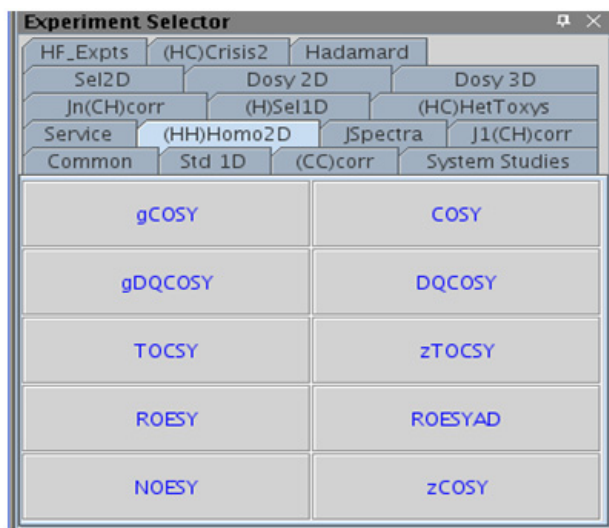 Experiment Selector
HF_Expts (HC)Crisis2 Hadamard
Sel2D Dosy 2D Dosy 3D
Jn(CH)corr (H)Sel1D (HC)HetToxys
Service (HH)Homo2D JSpectra J1(CH)corr
Common Std 1D (CC)corr System Studies
gCOSY COSY
gDQCOSY DQCOSY
TOCSY zTOCSY
ROESY ROESYAD
NOESY zCOSY